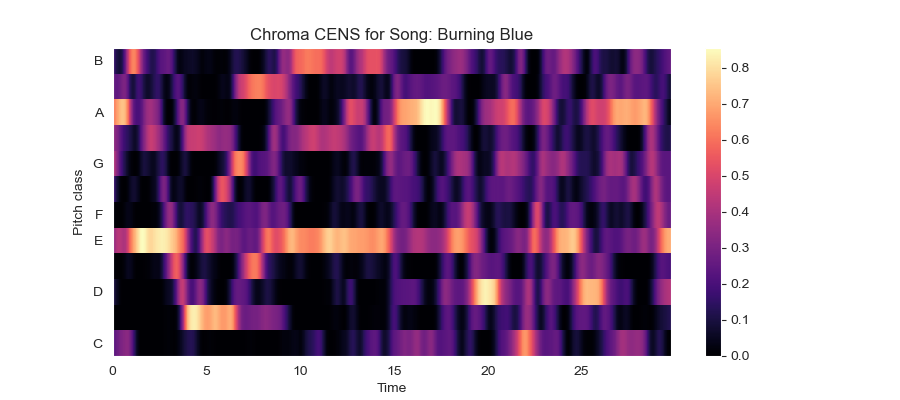 Chroma CENS for Song: Burning Blue
Pitch class
B
A
G
F
E
D
C
0 5 10 15 20 25
Time
0.8
0.7
0.6
0.5
0.4
0.3
0.2
0.1
0.0